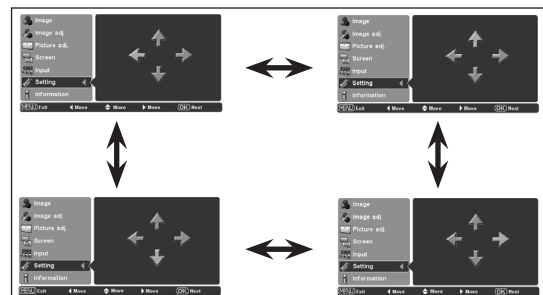 Image
Image adj.
Picture adj.
Screen
Input
Setting
Information
MENU Exit Move Move Move OK Next
Image
Image adj.
Picture adj.
Screen
Input
Setting
Information
MENU Exit Move Move Move OK Next
Image
Image adj.
Picture adj.
Screen
Input
Setting
Information
MENU Exit Move Move Move OK Next
Image
Image adj.
Picture adj.
Screen
Input
Setting
Information
MENU Exit Move Move Move OK Next